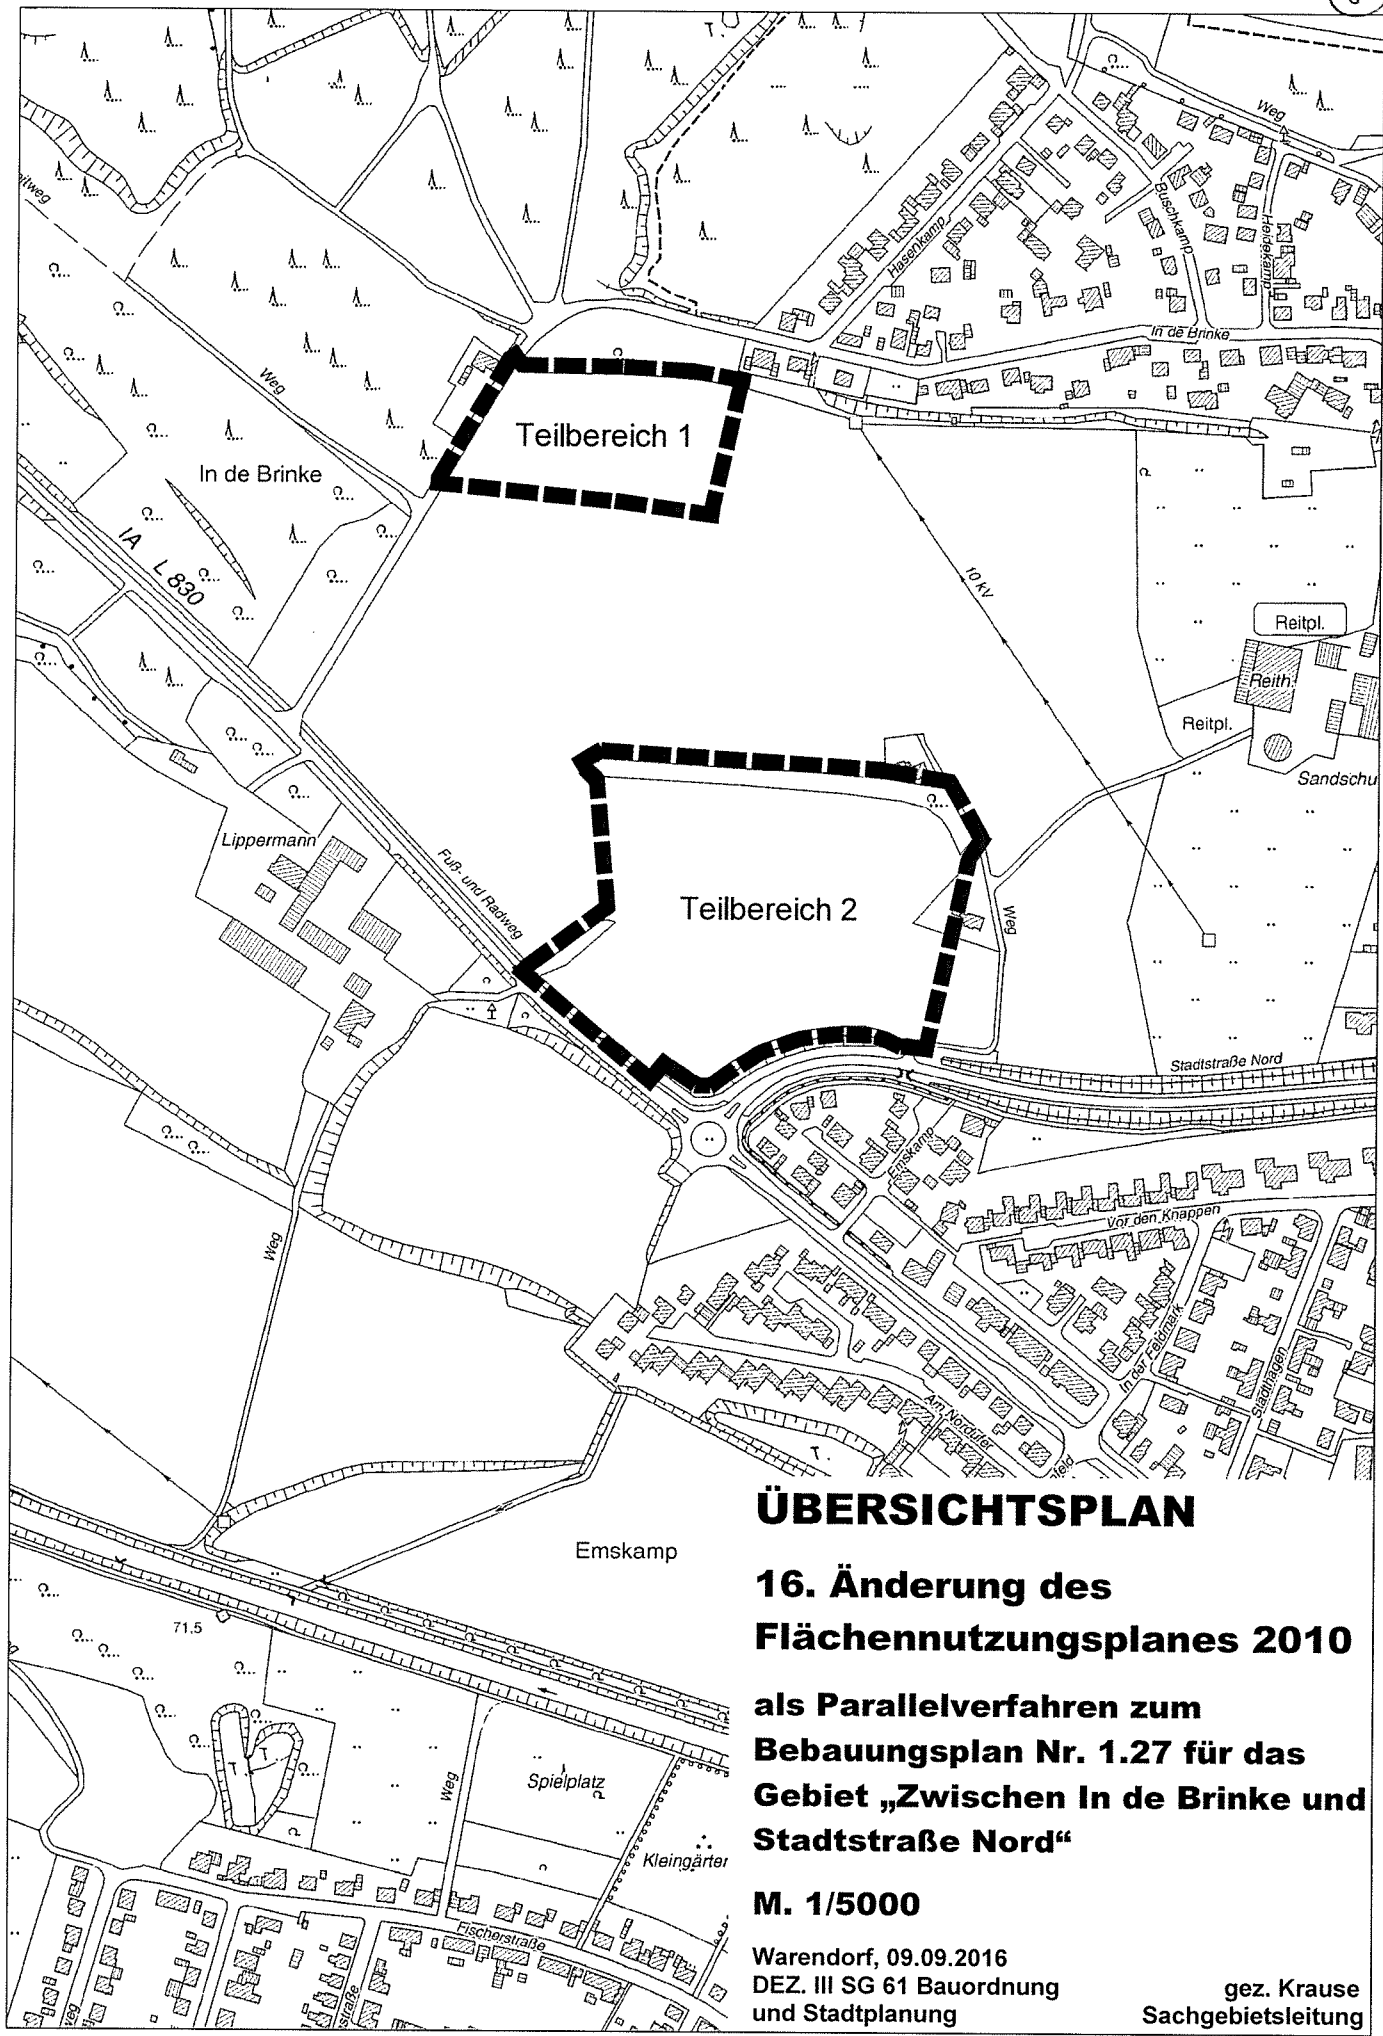 T.
Weg
Buschkamp
Heidekamp
Hasenkamp
In de Brinke
Weg
Teilbereich 1
In de Brinke
IA L 830
10 kV
Reitpl.
Reith.
Reitpl.
Sandschu
Lippermann
Fuß- und Radweg
Teilbereich 2
Weg
Stadtstraße Nord
Emskamp
Vor den Knappen
Weg
In der Feldmark
Stadthagen
Am Nordufer
T.
ÜBERSICHTSPLAN
Emskamp
16. Änderung des
Flächennutzungsplanes 2010
71,5
als Parallelverfahren zum
Bebauungsplan Nr. 1.27 für das
Gebiet „Zwischen In de Brinke und
Stadtstraße Nord“
T.
T.
Weg
Spielplatz
Kleingärten
M. 1/5000
Fischerstraße
Warendorf, 09.09.2016
DEZ. III SG 61 Bauordnung
und Stadtplanung
gez. Krause
Sachgebietsleitung